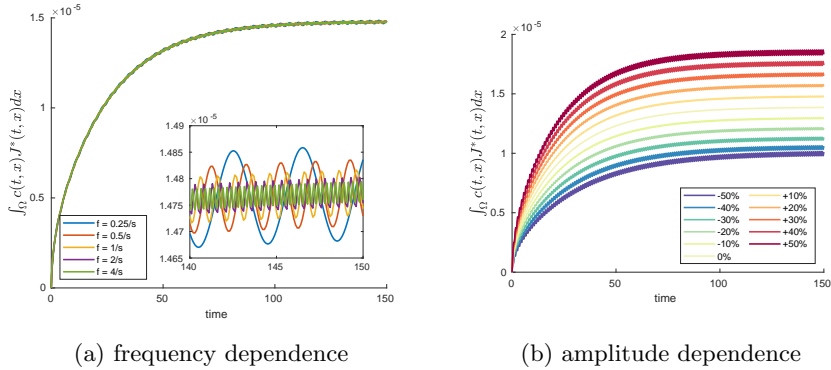 1.5 ×10⁻⁵
1
0.5
0
0 50 100 150
time
∫_Ω c(t, x)J*(t, x)dx
f = 0.25/s
f = 0.5/s
f = 1/s
f = 2/s
f = 4/s
1.49 ×10⁻⁵
1.485
1.48
1.475
1.47
1.465
140 145 150
(a) frequency dependence
2 ×10⁻⁵
1.5
1
0.5
0
0 50 100 150
time
∫_Ω c(t, x)J*(t, x)dx
-50% +10%
-40% +20%
-30% +30%
-20% +40%
-10% +50%
0%
(b) amplitude dependence